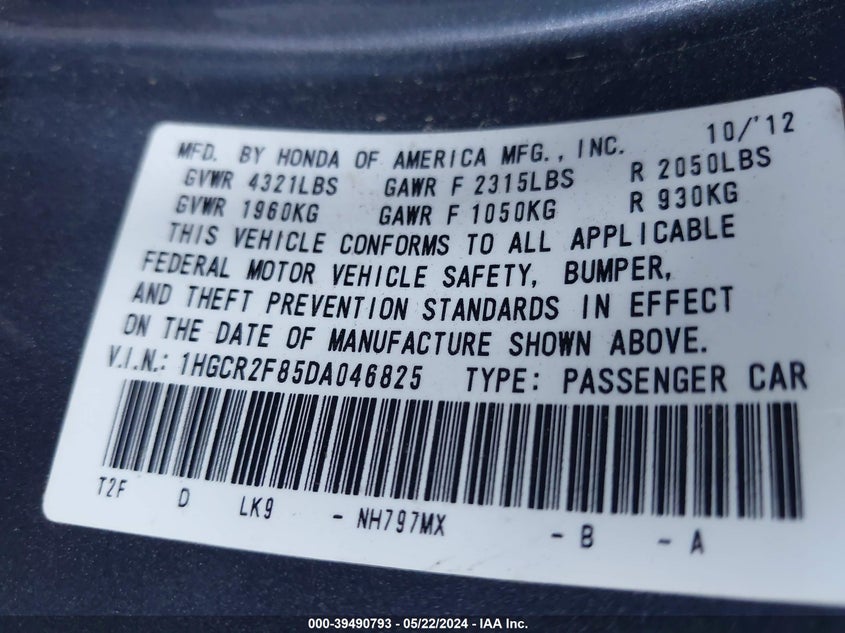 MFD. BY HONDA OF AMERICA MFG., INC. 10/'12
GVWR 4321LBS GAWR F 2315LBS R 2050LBS
GVWR 1960KG GAWR F 1050KG R 930KG
THIS VEHICLE CONFORMS TO ALL APPLICABLE
FEDERAL MOTOR VEHICLE SAFETY, BUMPER,
AND THEFT PREVENTION STANDARDS IN EFFECT
ON THE DATE OF MANUFACTURE SHOWN ABOVE.
V.I.N.: 1HGCR2F85DA046825 TYPE: PASSENGER CAR
T2F D LK9 - NH797MX - B - A
000-39490793 - 05/22/2024 - IAA Inc.